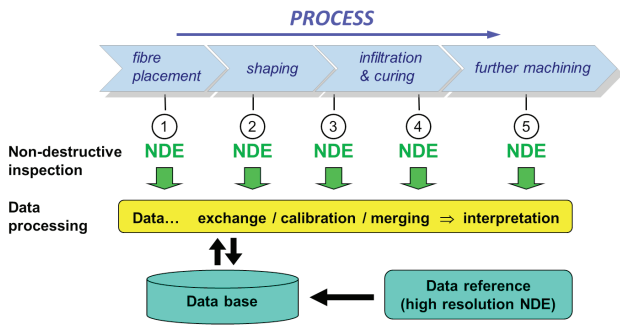 PROCESS
fibre
placement
shaping
infiltration
& curing
further machining
1 2 3 4 5
Non-destructive
inspection
NDE NDE NDE NDE NDE
Data
processing
Data… exchange / calibration / merging ⇒ interpretation
Data base
Data reference
(high resolution NDE)